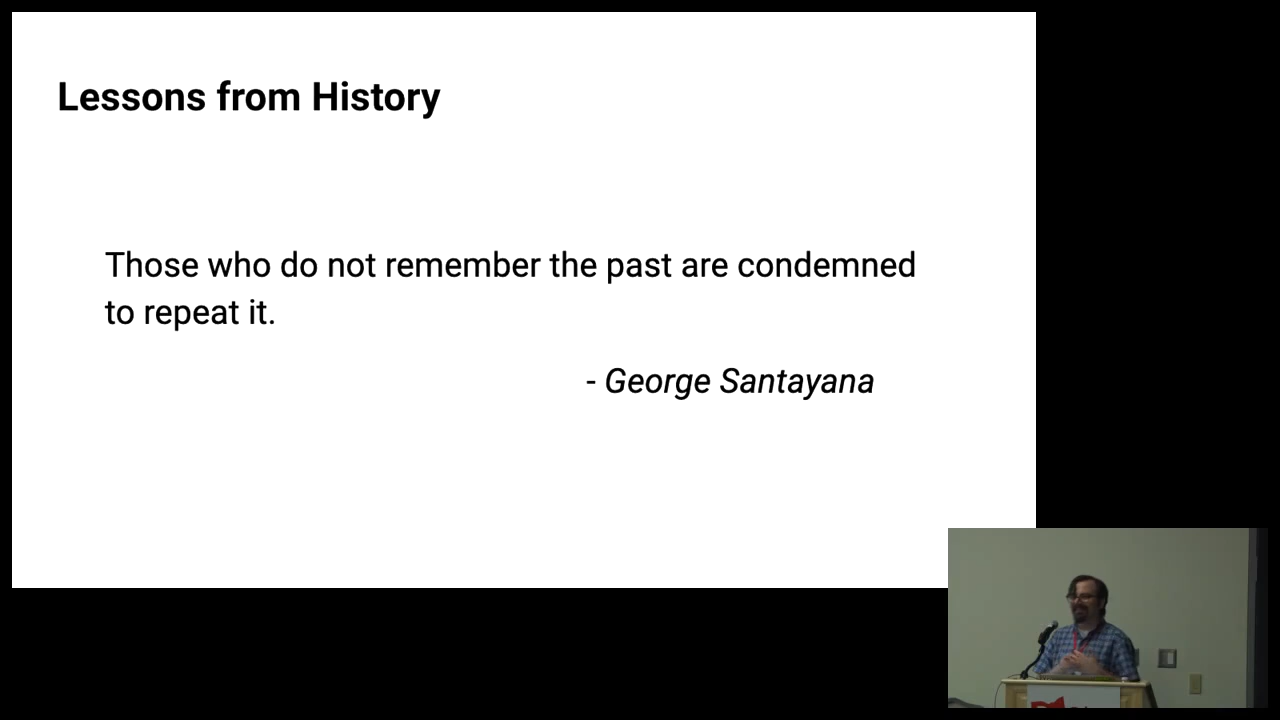 Lessons from History
Those who do not remember the past are condemned
to repeat it.
- George Santayana